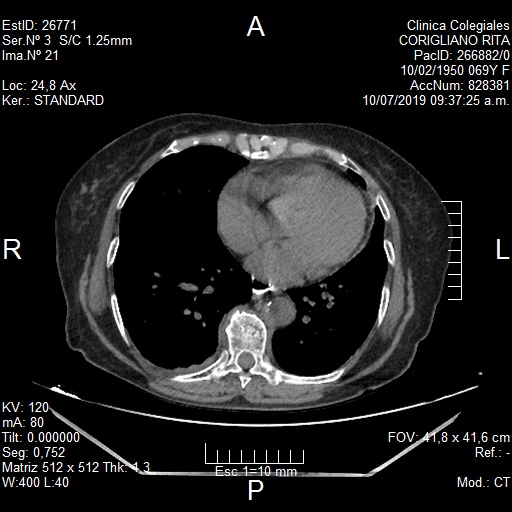 EstID: 26771
Ser.Nº 3 S/C 1.25mm
Ima.Nº 21
Loc: 24,8 Ax
Ker.: STANDARD
A
Clinica Colegiales
CORIGLIANO RITA
PacID: 266882/0
10/02/1950 069Y F
AccNum: 828381
10/07/2019 09:37:25 a.m.
R
L
KV: 120
mA: 80
Tilt: 0.000000
Seg: 0,752
Matriz 512 x 512 Thk: 1.3
W:400 L:40
Esc 1=10 mm
P
FOV: 41,8 x 41,6 cm
Ref.: -
Mod.: CT